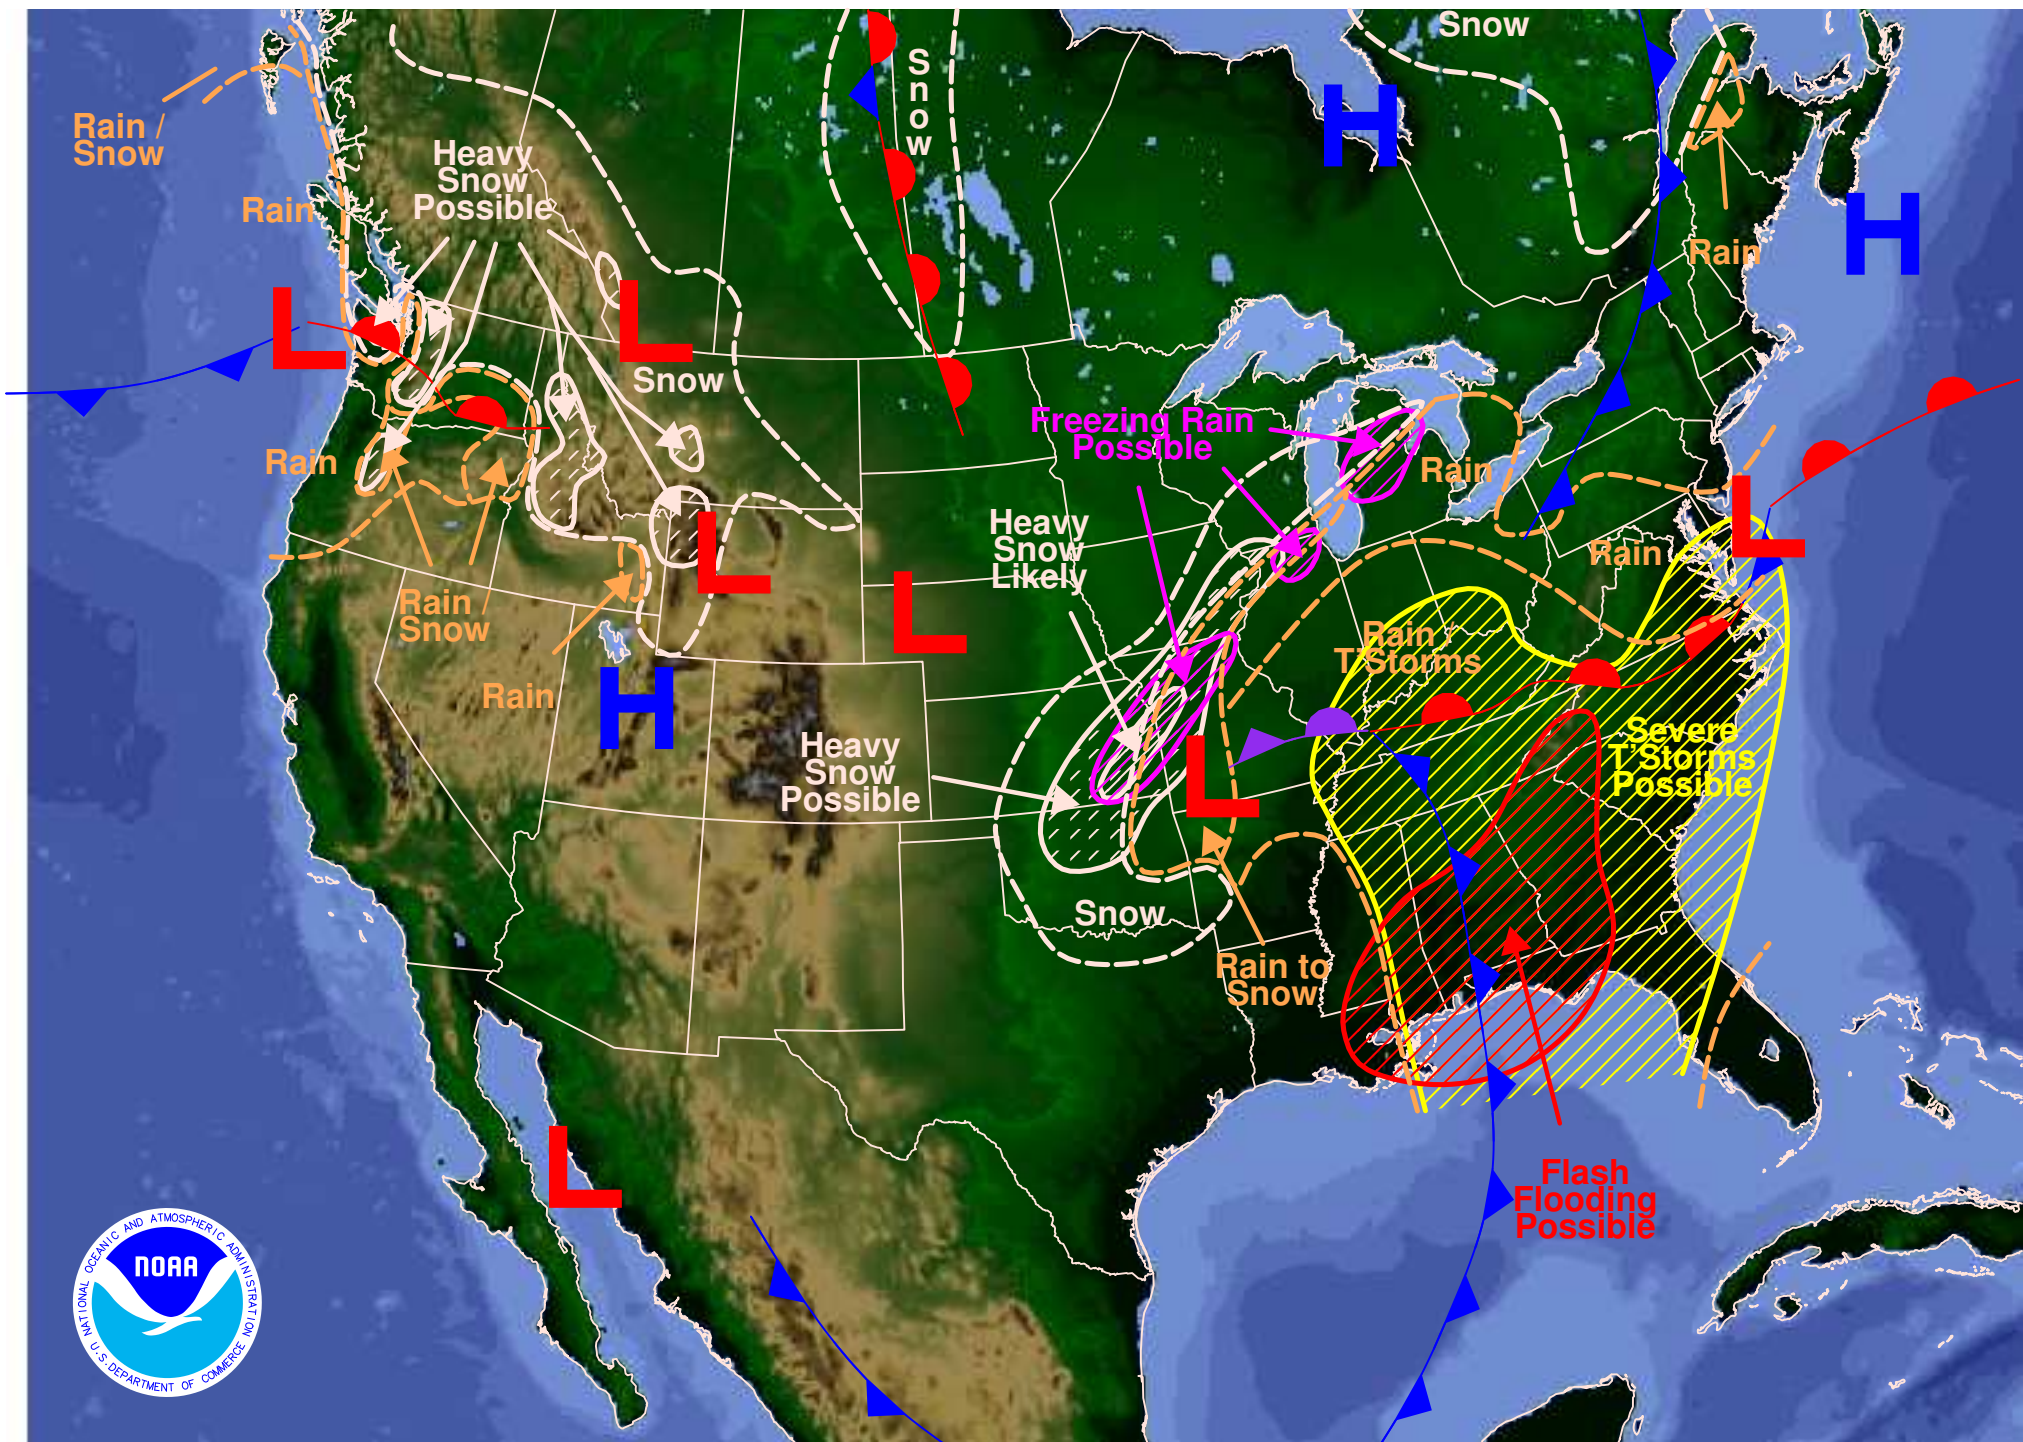 Snow
Snow
Rain /
Snow
H
Heavy
Snow
Possible
Rain
H
Rain
L
L
Snow
Freezing Rain
Possible
Rain
Rain
L
Heavy
Snow
Likely
L
Rain
L
Rain /
Snow
Rain /
T'Storms
Rain
H
Severe
T'Storms
Possible
Heavy
Snow
Possible
L
Snow
Rain to
Snow
L
Flash
Flooding
Possible
NATIONAL OCEANIC AND ATMOSPHERIC ADMINISTRATION
NOAA
U.S. DEPARTMENT OF COMMERCE